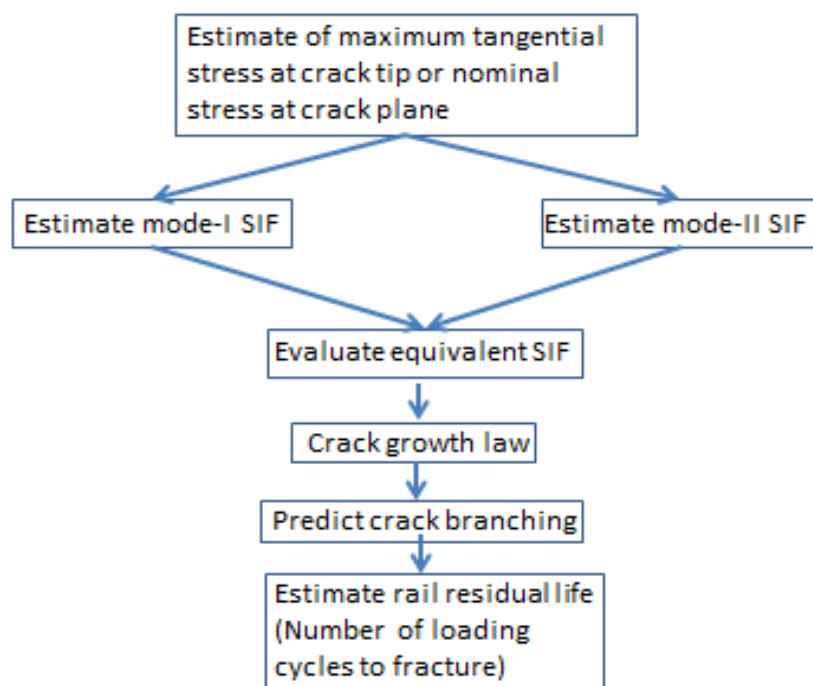 Estimate of maximum tangential
stress at crack tip or nominal
stress at crack plane
Estimate mode-I SIF
Estimate mode-II SIF
Evaluate equivalent SIF
Crack growth law
Predict crack branching
Estimate rail residual life
(Number of loading
cycles to fracture)